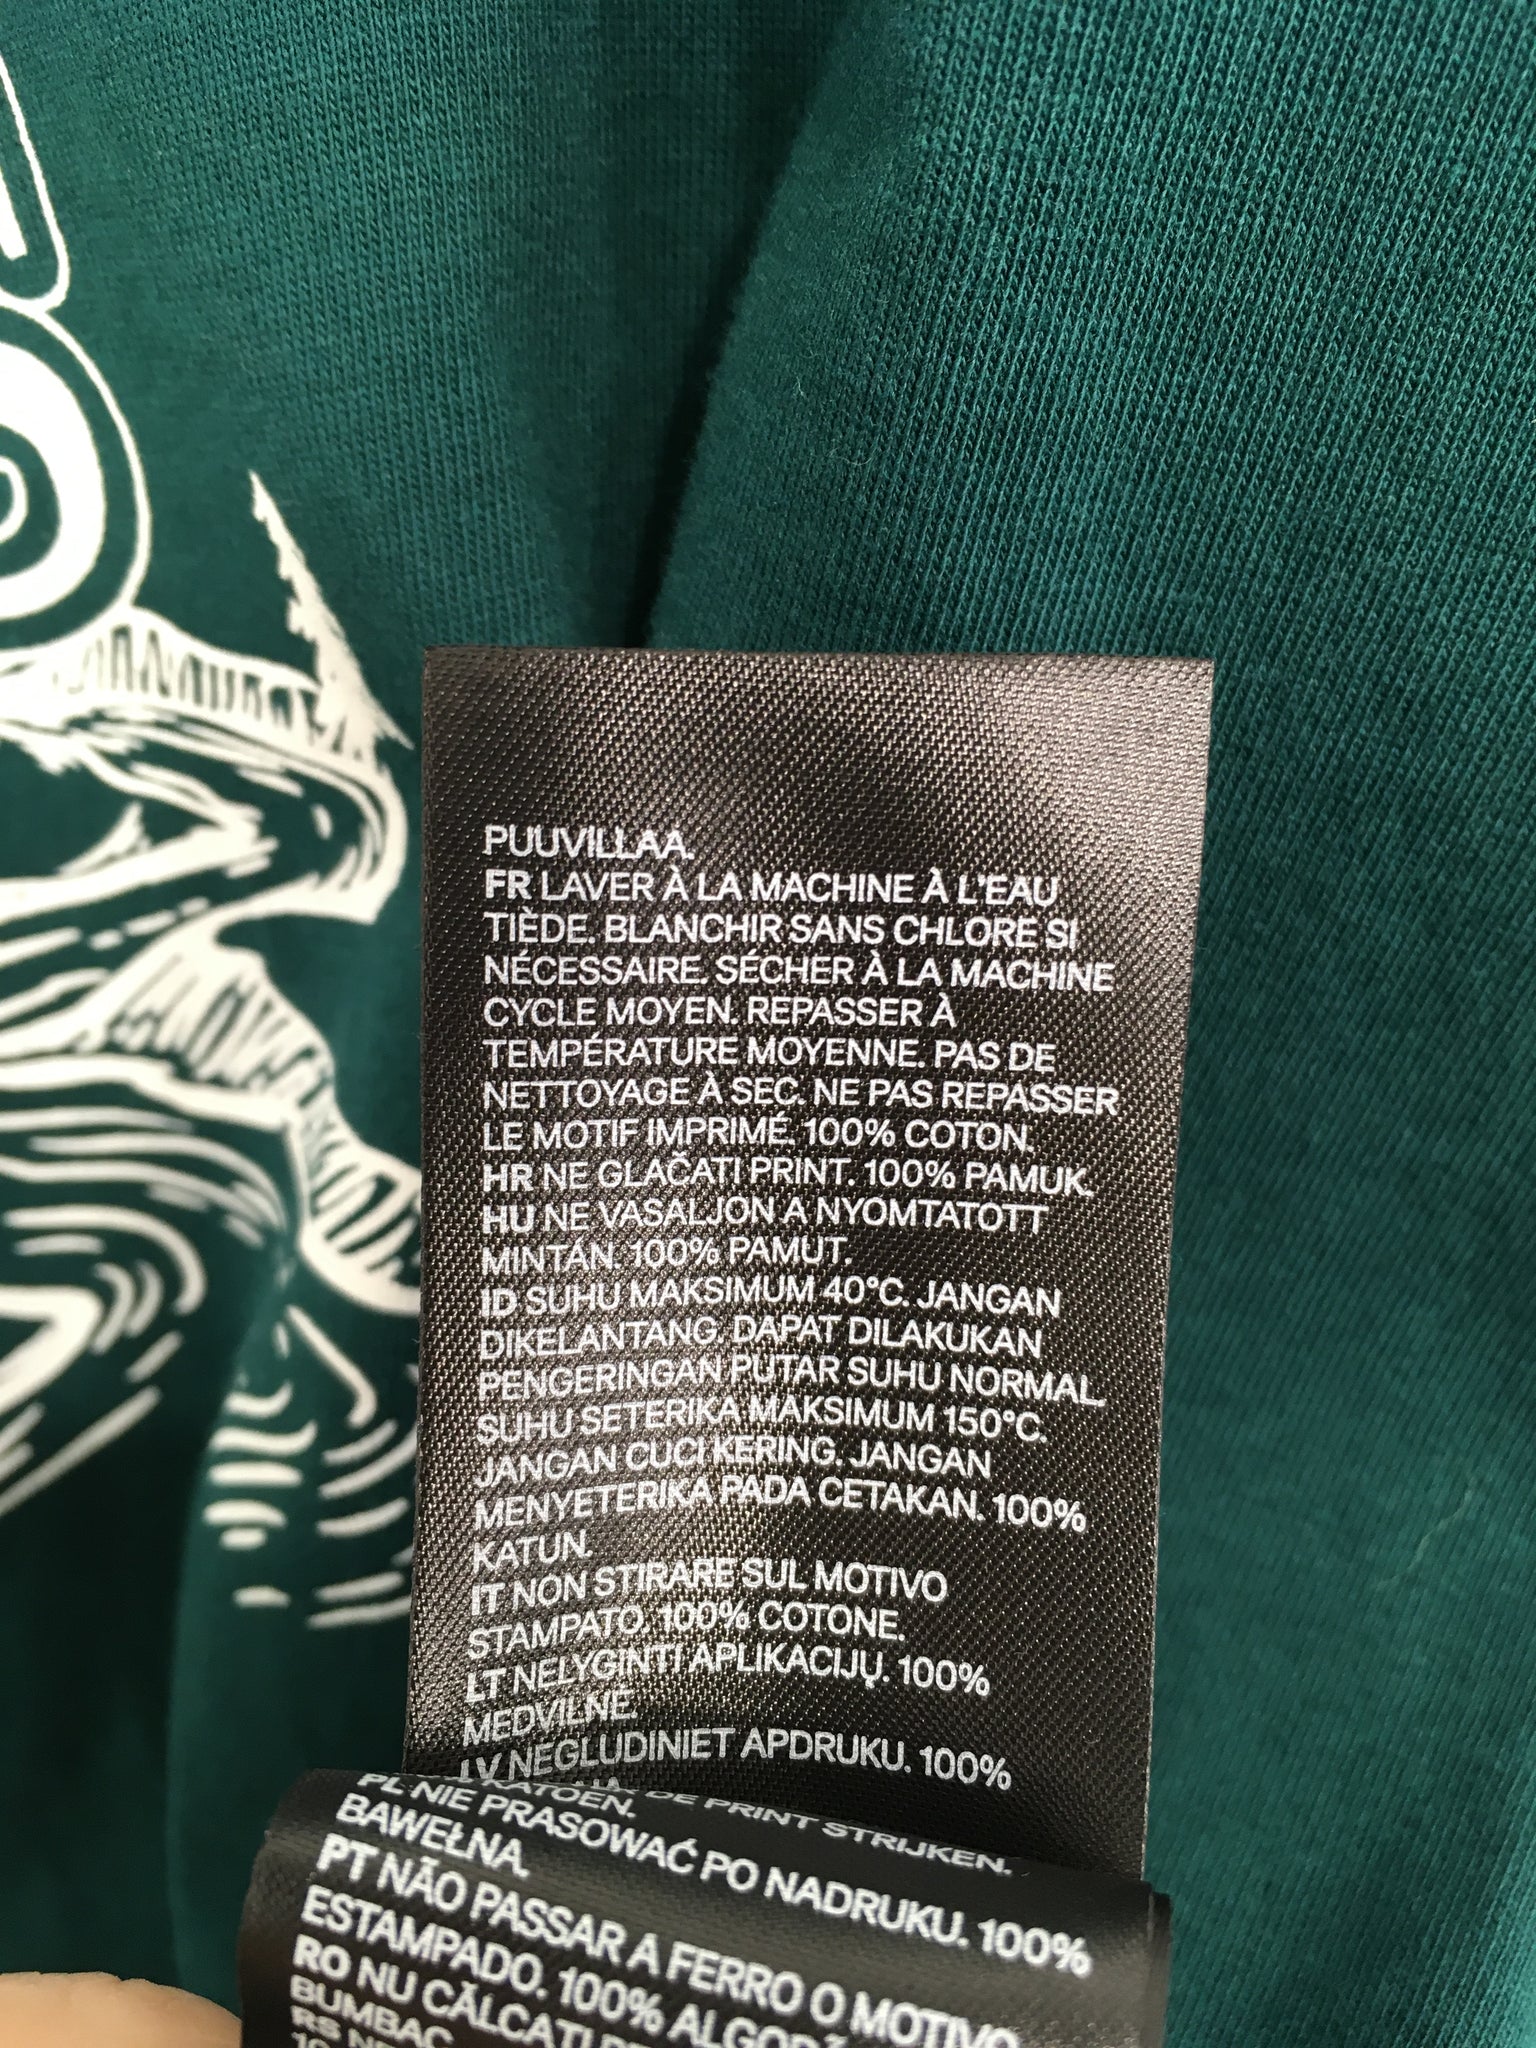 PUUVILLAA.
FR LAVER À LA MACHINE À L'EAU
TIÈDE. BLANCHIR SANS CHLORE SI
NÉCESSAIRE. SÉCHER À LA MACHINE
CYCLE MOYEN. REPASSER À
TEMPÉRATURE MOYENNE. PAS DE
NETTOYAGE À SEC. NE PAS REPASSER
LE MOTIF IMPRIMÉ. 100% COTON.
HR NE GLAČATI PRINT. 100% PAMUK.
HU NE VASALJON A NYOMTATOTT
MINTÁN. 100% PAMUT.
ID SUHU MAKSIMUM 40°C. JANGAN
DIKELANTANG. DAPAT DILAKUKAN
PENGERINGAN PUTAR SUHU NORMAL
SUHU SETERIKA MAKSIMUM 150°C.
JANGAN CUCI KERING. JANGAN
MENYETERIKA PADA CETAKAN. 100%
KATUN.
IT NON STIRARE SUL MOTIVO
STAMPATO. 100% COTONE.
LT NELYGINTI APLIKACIJŲ. 100%
MEDVILNĖ.
LV NEGLUDINIET APDRUKU. 100%
DE PRINT STRIJKEN.
KATOEN.
PL NIE PRASOWAĆ PO NADRUKU. 100%
BAWEŁNA.
PT NÃO PASSAR A FERRO O MOTIVO
ESTAMPADO. 100%
RO NU CĂLCAȚI
BUMBAC
RS